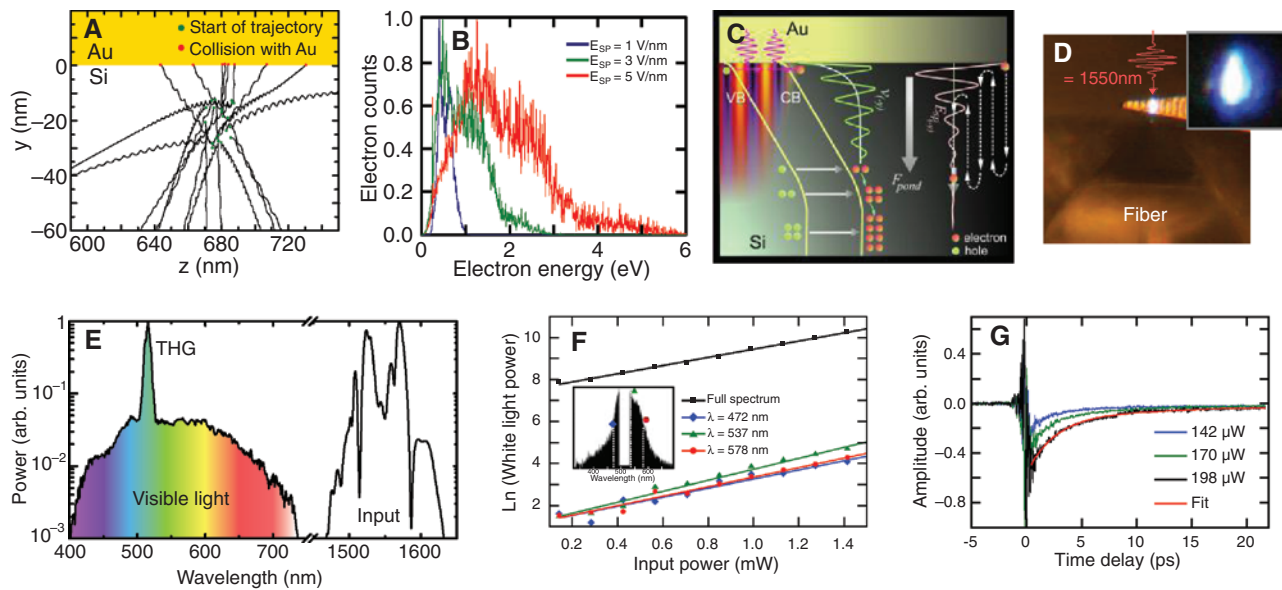 A
Au
Si
Start of trajectory
Collision with Au
y (nm)
0
−20
−40
−60
600
640
680
720
z (nm)
B
E_SP = 1 V/nm
E_SP = 3 V/nm
E_SP = 5 V/nm
Electron counts
1.0
0.8
0.6
0.4
0.2
0.0
0
2
4
6
Electron energy (eV)
C
Au
VB
CB
V(y)
F_pond
Si
electron
hole
D
= 1550nm
Fiber
E
THG
Visible light
Input
Power (arb. units)
1
10⁻¹
10⁻²
10⁻³
400
500
600
700
1500
1600
Wavelength (nm)
F
Ln (White light power)
10
8
6
4
2
Full spectrum
λ = 472 nm
λ = 537 nm
λ = 578 nm
400
500
600
Wavelength (nm)
0.2
0.4
0.6
0.8
1.0
1.2
1.4
Input power (mW)
G
Amplitude (arb. units)
0.4
0.0
−0.4
−0.8
142 µW
170 µW
198 µW
Fit
−5
0
5
10
15
20
Time delay (ps)